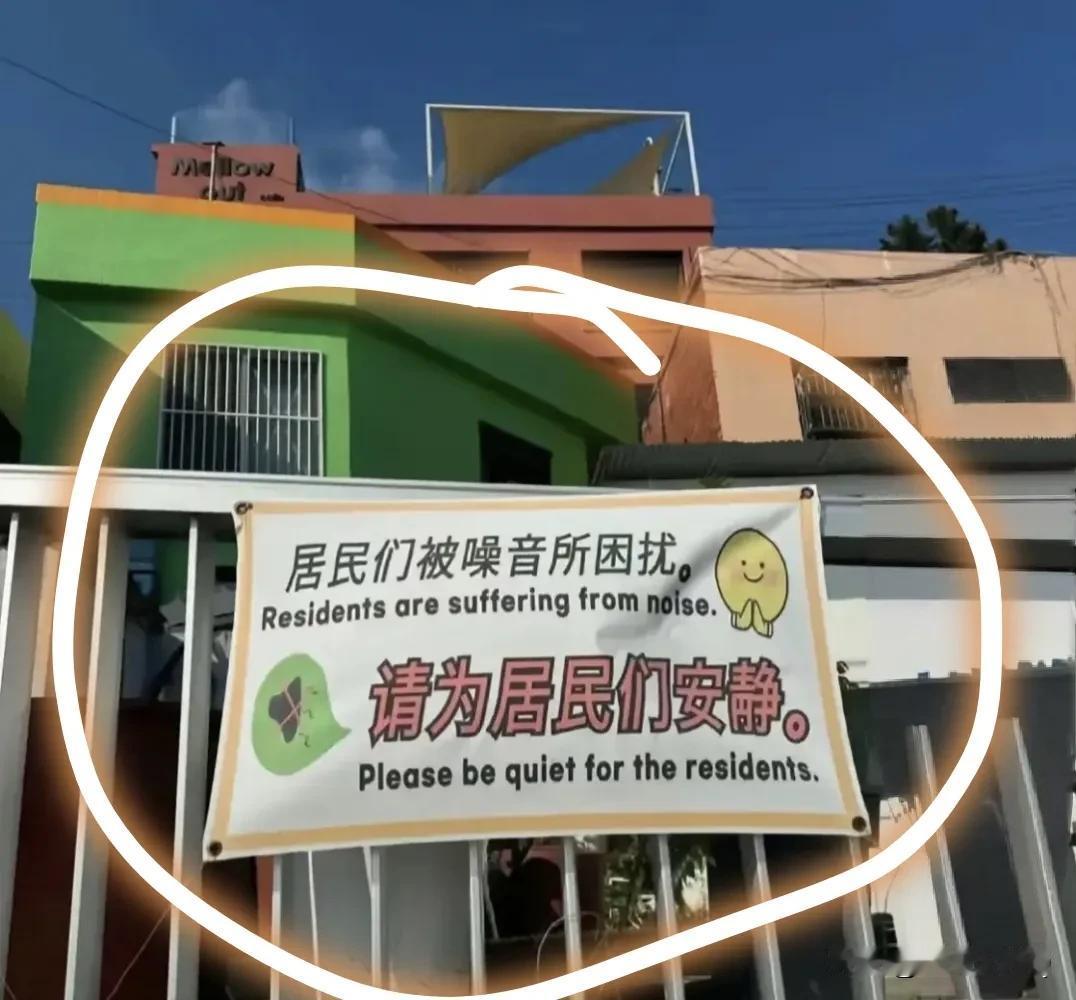 Mellow
out
居民们被噪音所困扰。
Residents are suffering from noise.
请为居民们安静。
Please be quiet for the residents.